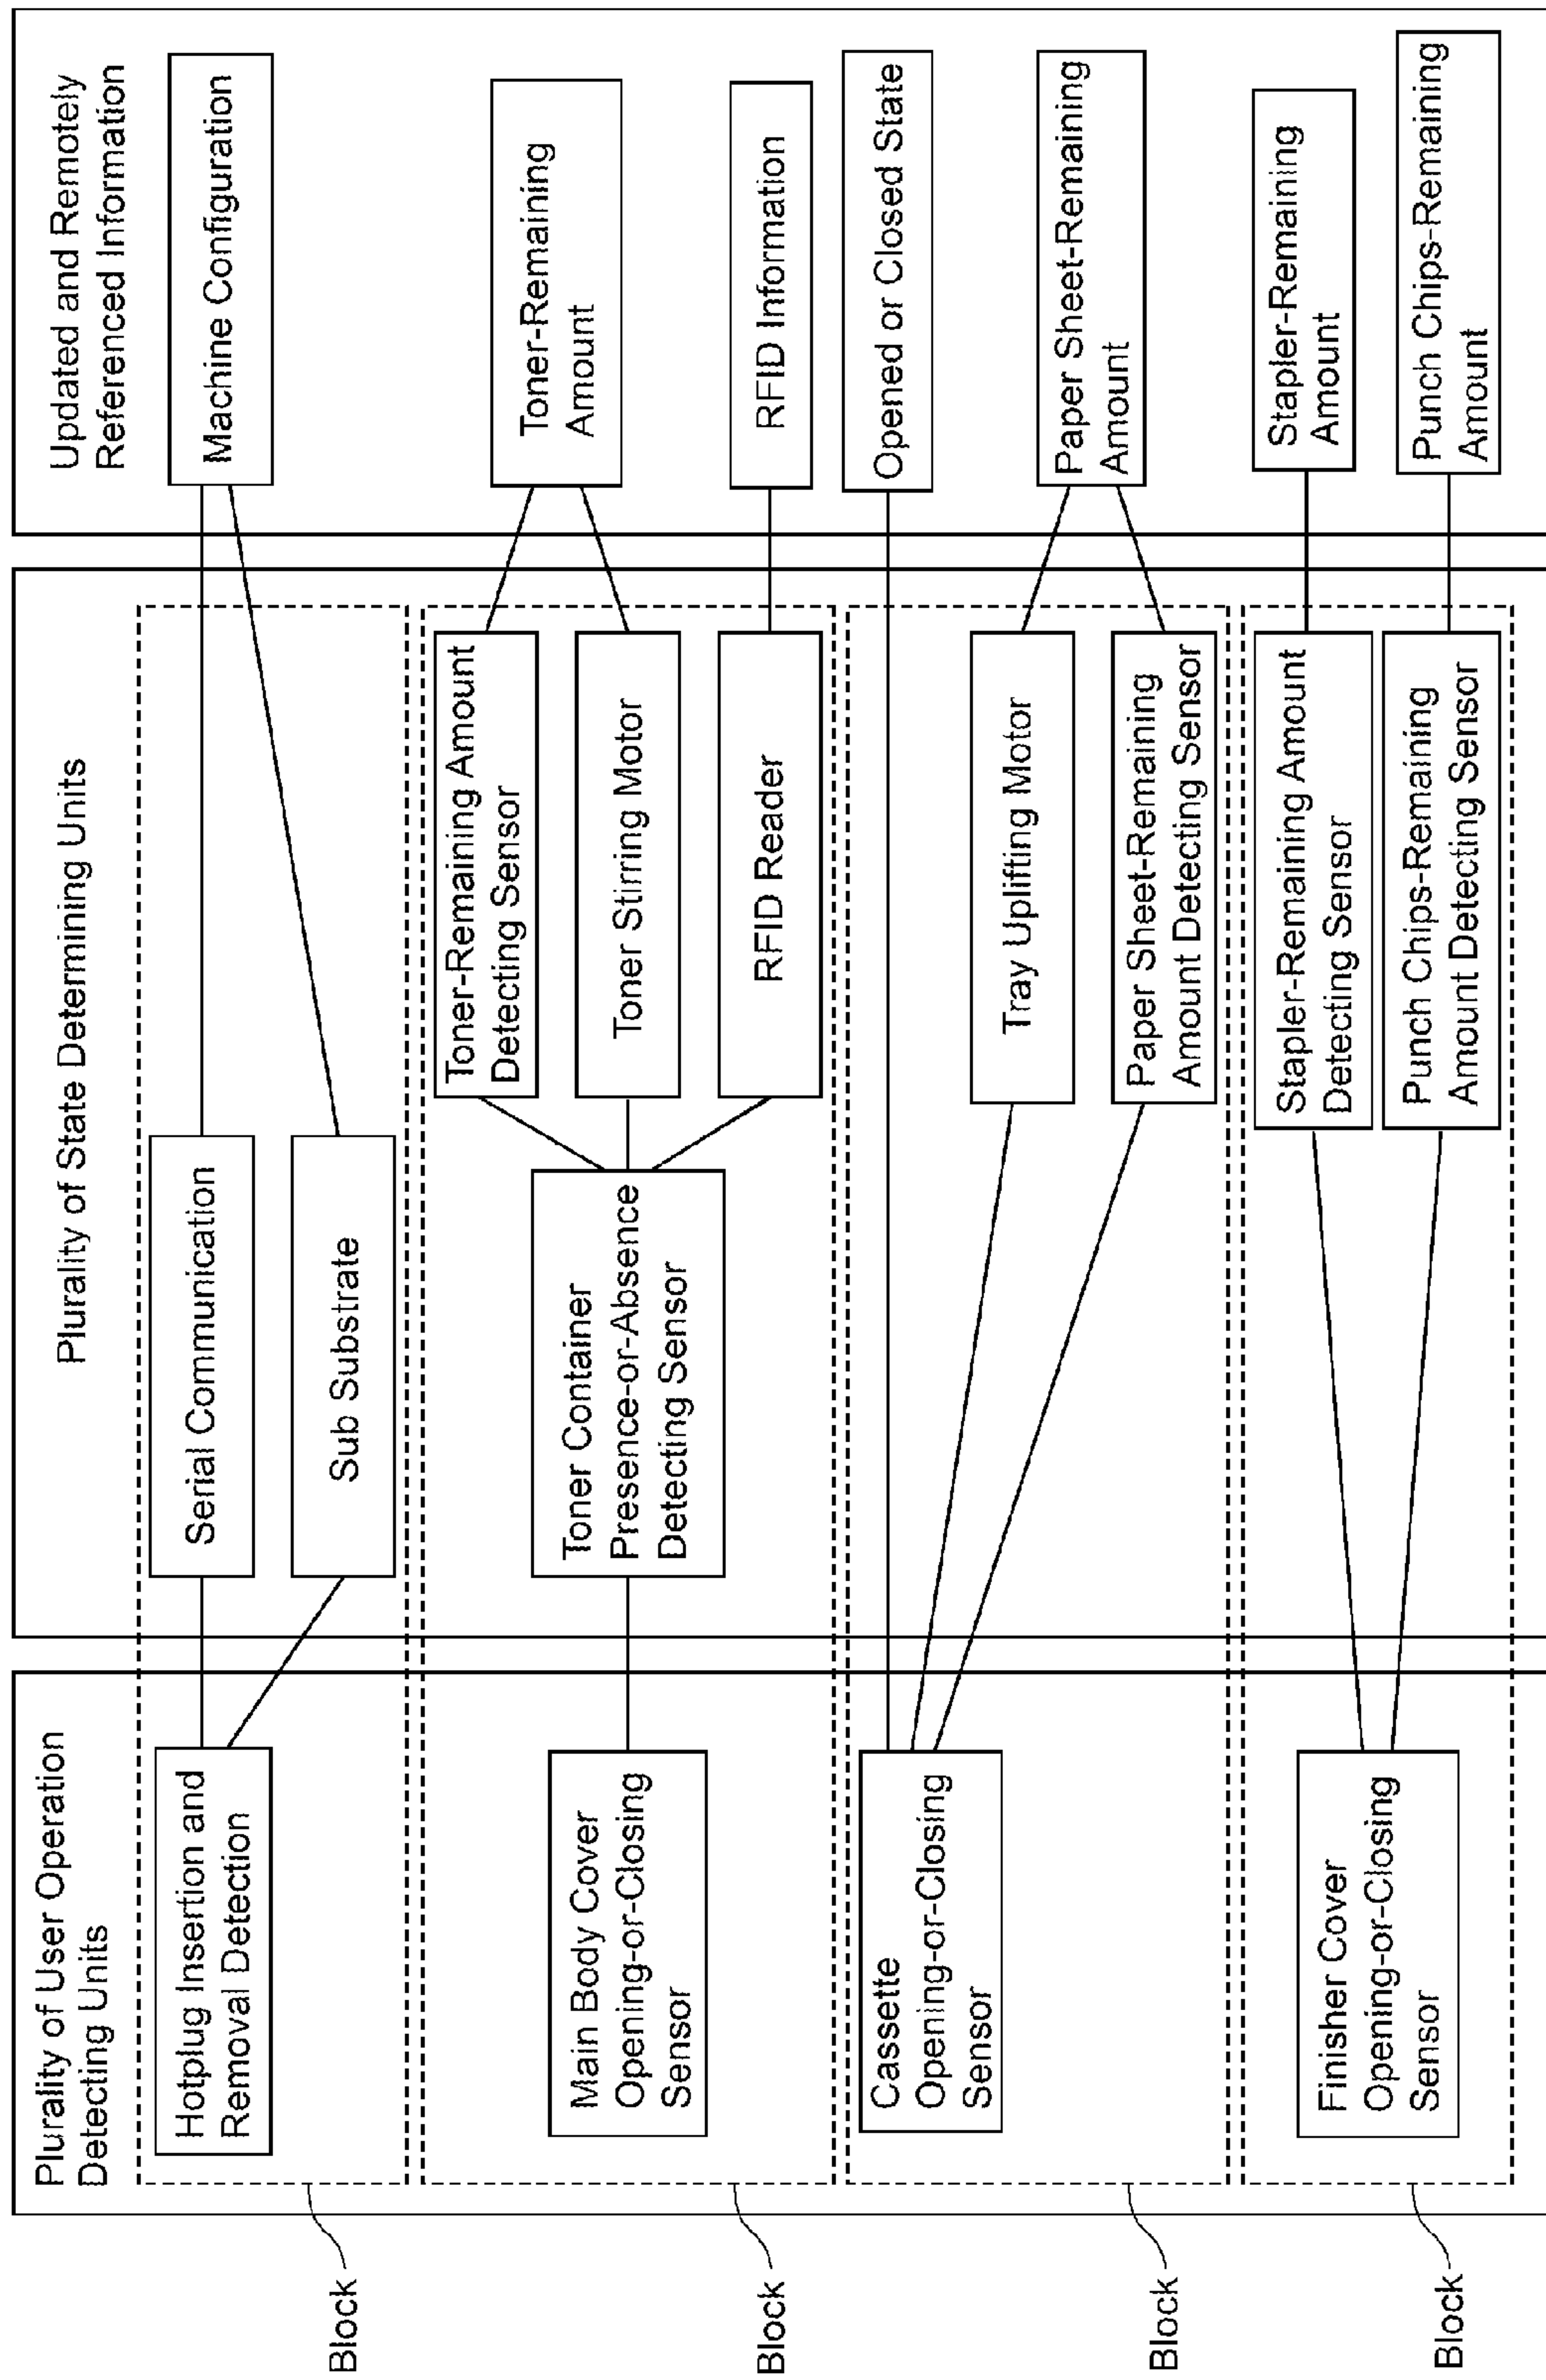 Plurality of User Operation
Detecting Units
Plurality of State Determining Units
Updated and Remotely
Referenced Information
Block
Hotplug Insertion and
Removal Detection
Serial Communication
Sub Substrate
Machine Configuration
Block
Main Body Cover
Opening-or-Closing
Sensor
Toner Container
Presence-or-Absence
Detecting Sensor
Toner-Remaining Amount
Detecting Sensor
Toner Stirring Motor
RFID Reader
Toner-Remaining
Amount
RFID Information
Block
Cassette
Opening-or-Closing
Sensor
Tray Uplifting Motor
Paper Sheet-Remaining
Amount Detecting Sensor
Opened or Closed State
Paper Sheet-Remaining
Amount
Block
Finisher Cover
Opening-or-Closing
Sensor
Stapler-Remaining Amount
Detecting Sensor
Punch Chips-Remaining
Amount Detecting Sensor
Stapler-Remaining
Amount
Punch Chips-Remaining
Amount